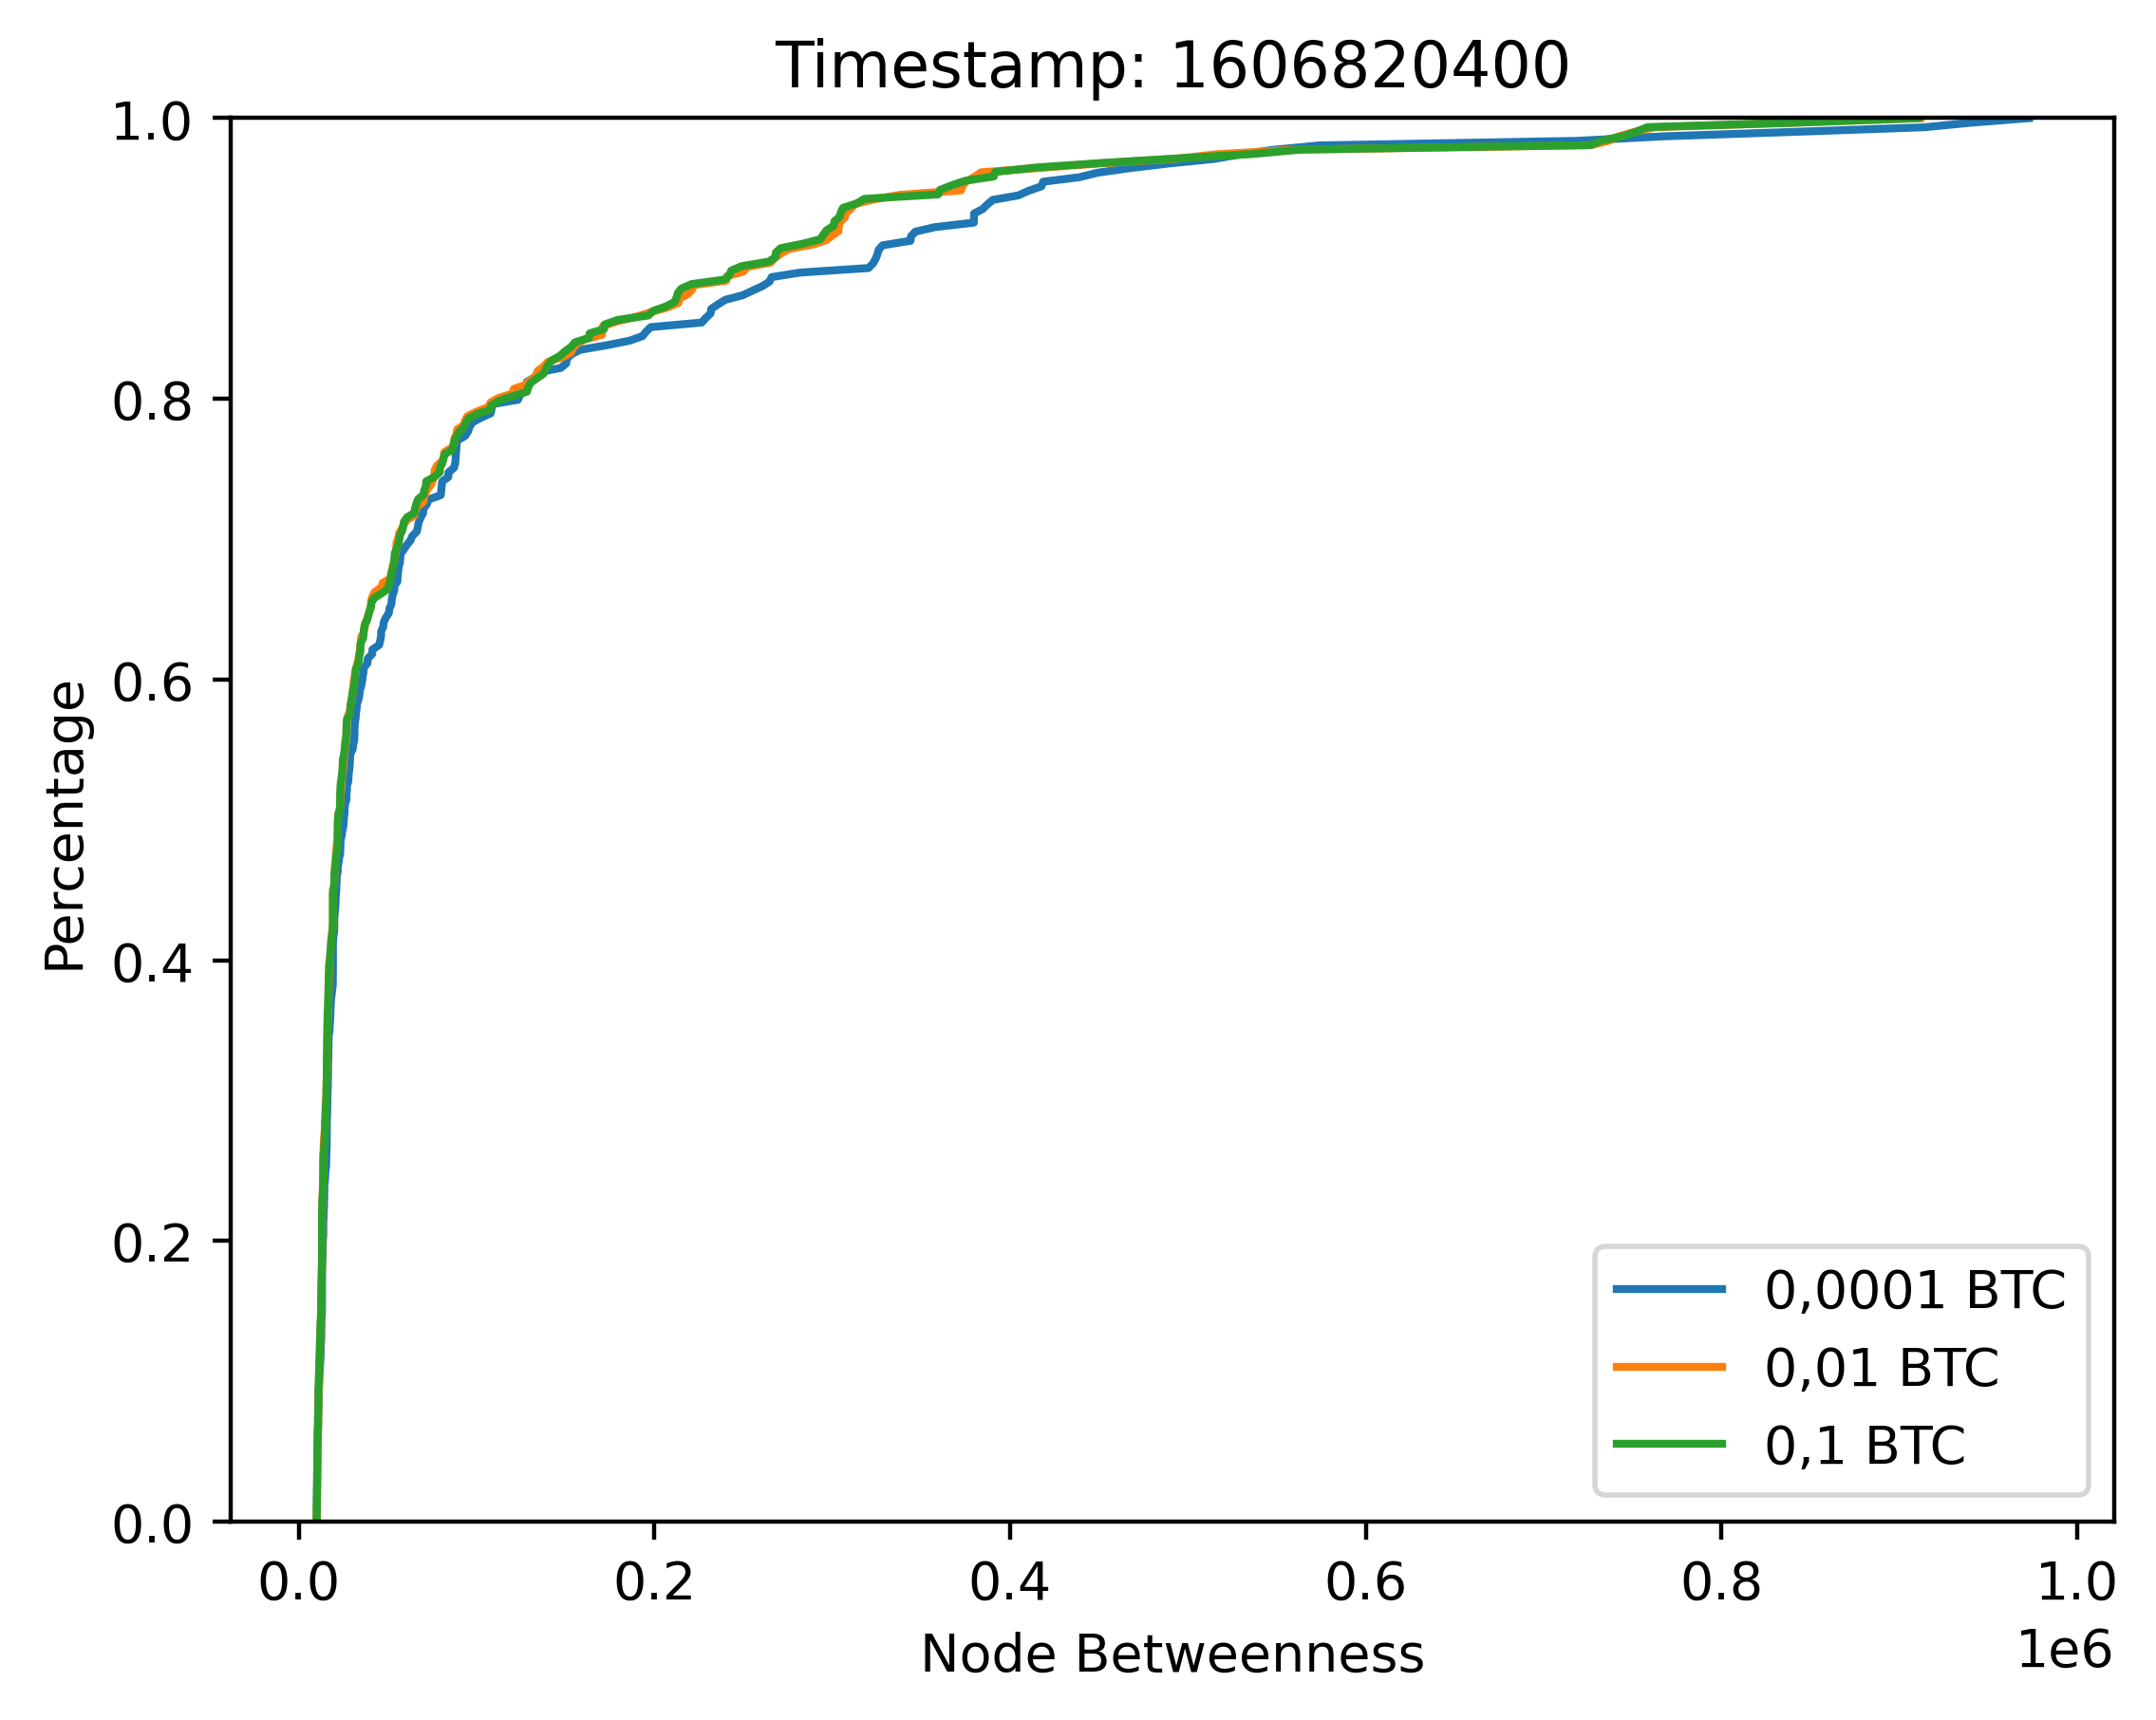 Timestamp: 1606820400
1.0
0.8
0.6
0.4
0.2
0.0
Percentage
0,0001 BTC
0,01 BTC
0,1 BTC
0.0 0.2 0.4 0.6 0.8 1.0
Node Betweenness
1e6